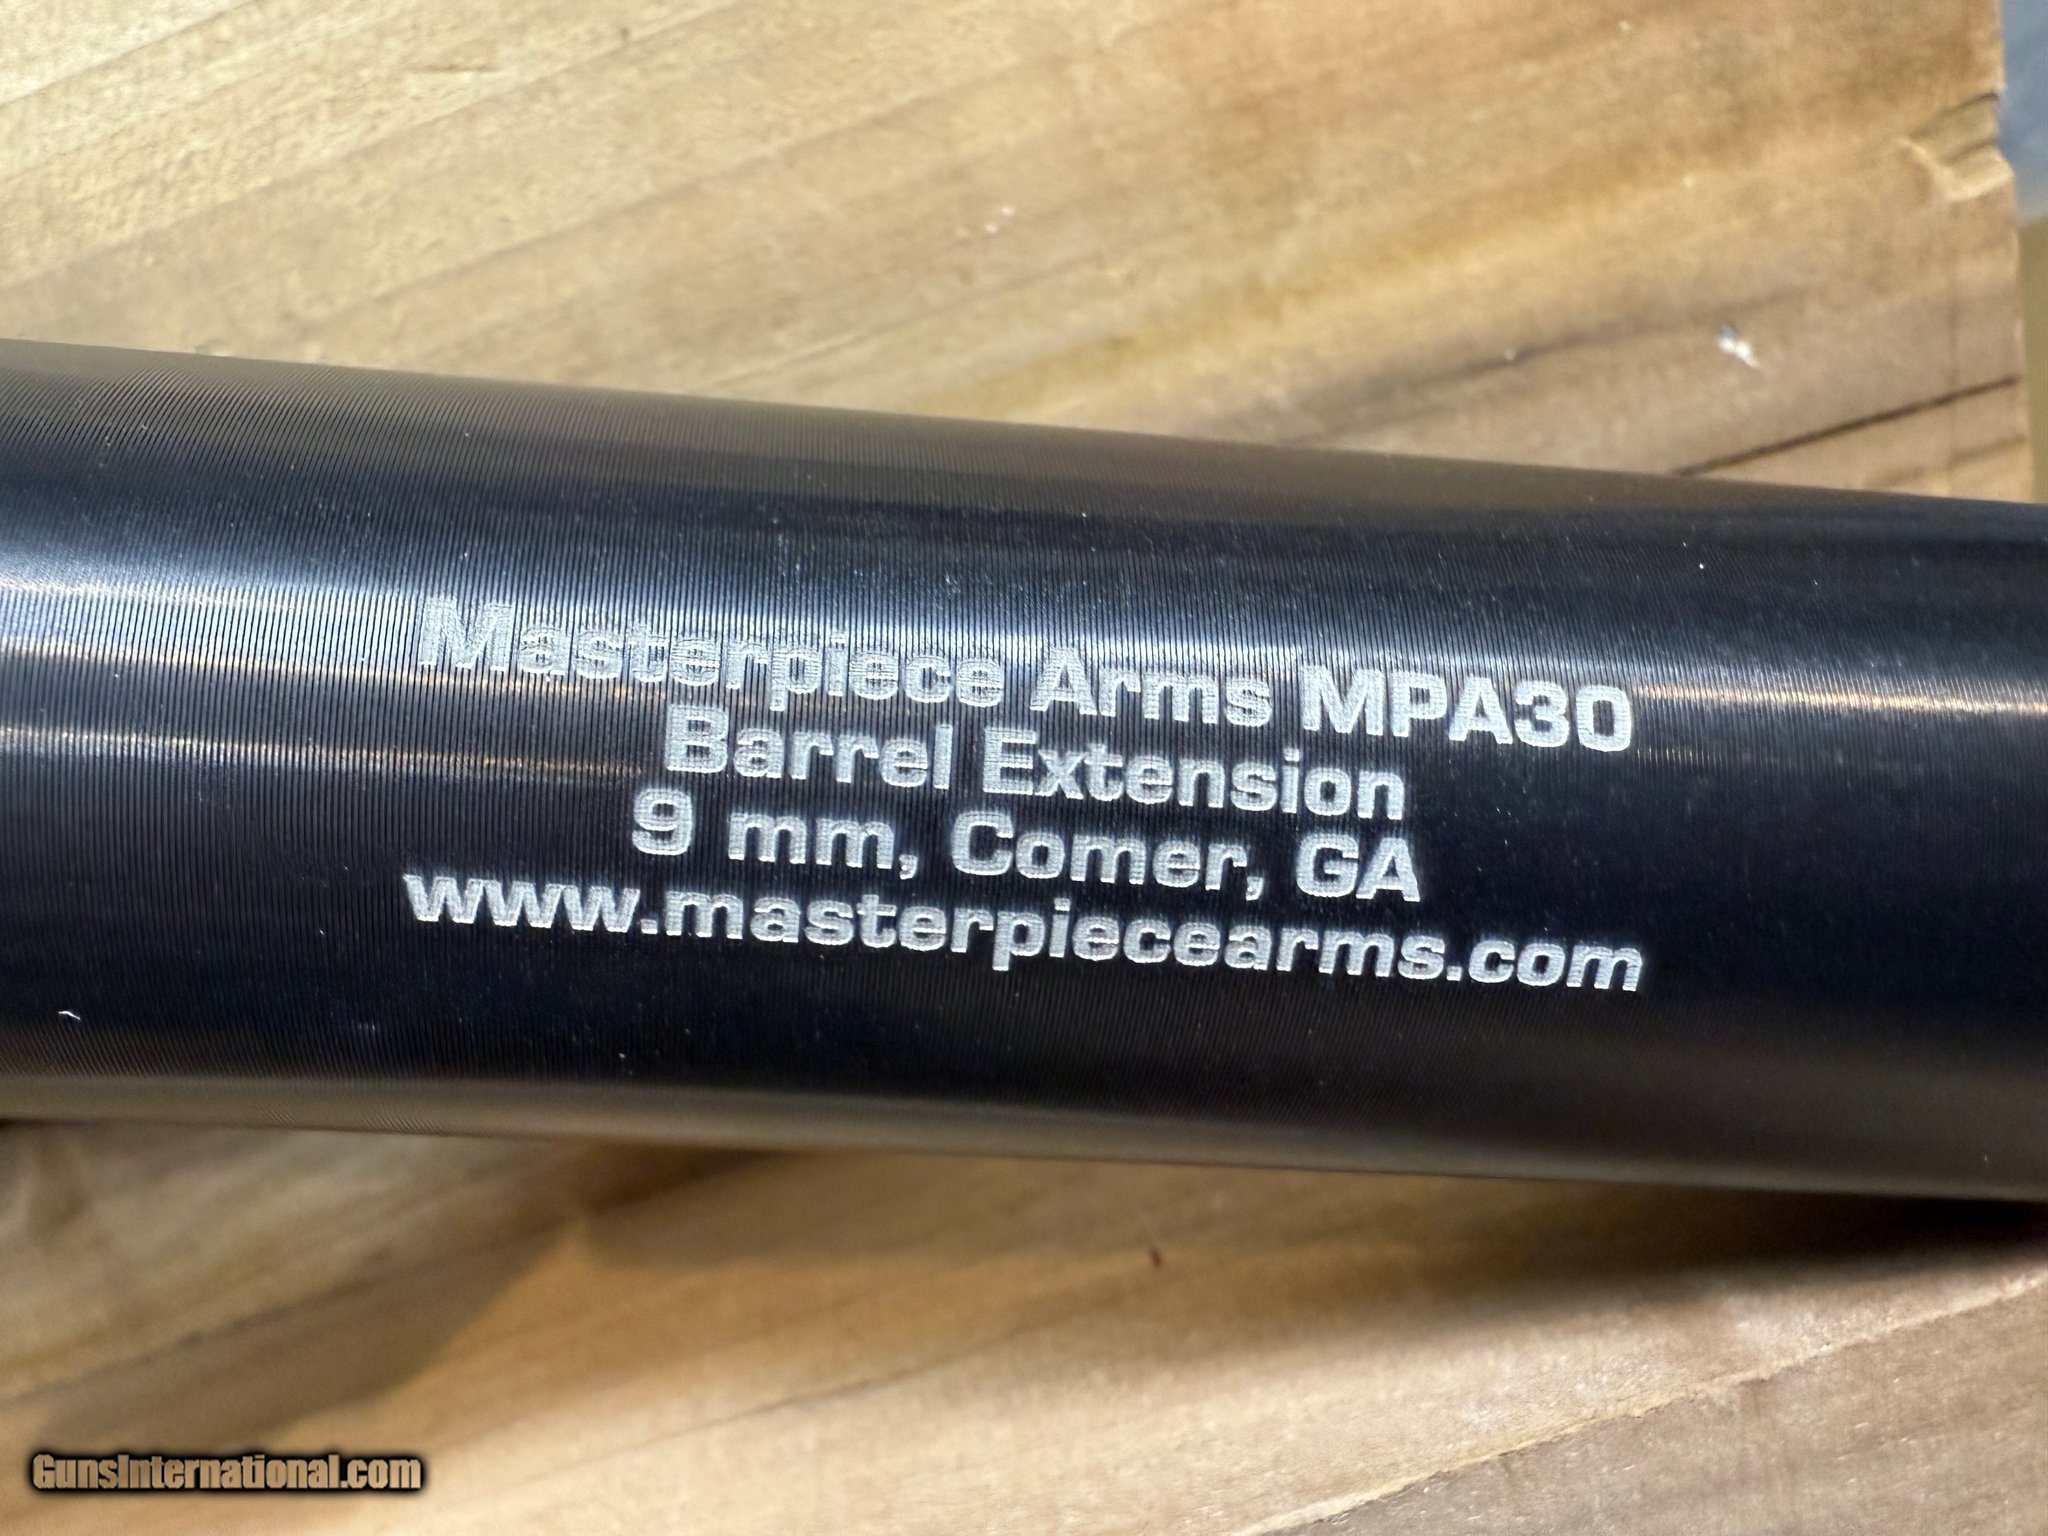 Masterpiece Arms MPA30
Barrel Extension
9 mm, Comer, GA
www.masterpiecearms.com
GunsInternational.com